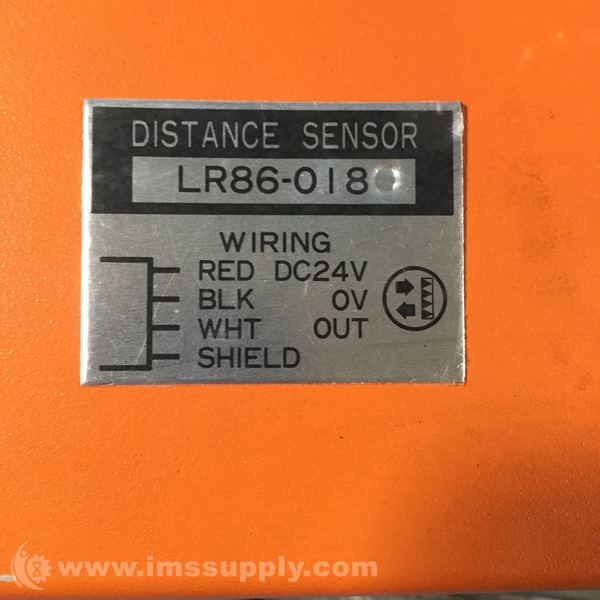 DISTANCE SENSOR
LR86-018
WIRING
RED DC24V
BLK 0V
WHT OUT
SHIELD
www.imssupply.com